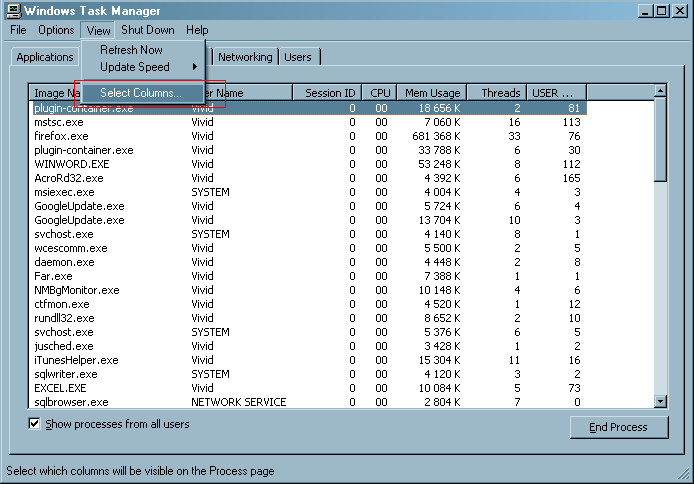 Windows Task Manager
File Options View Shut Down Help
Applications Networking Users
Refresh Now
Update Speed
Select Columns...
Image Na er Name Session ID CPU Mem Usage Threads USER ...
plugin-container.exe Vivid 0 00 18 656 K 2 81
mstsc.exe Vivid 0 00 7 060 K 16 113
firefox.exe Vivid 0 00 681 368 K 33 76
plugin-container.exe Vivid 0 00 33 788 K 6 30
WINWORD.EXE Vivid 0 00 53 248 K 8 112
AcroRd32.exe Vivid 0 00 4 392 K 6 165
msiexec.exe SYSTEM 0 00 4 004 K 4 3
GoogleUpdate.exe Vivid 0 00 5 724 K 6 4
GoogleUpdate.exe Vivid 0 00 13 704 K 10 3
svchost.exe SYSTEM 0 00 4 140 K 8 1
wcescomm.exe Vivid 0 00 5 500 K 2 5
daemon.exe Vivid 0 00 4 448 K 2 8
Far.exe Vivid 0 00 7 388 K 1 1
NMBgMonitor.exe Vivid 0 00 10 148 K 4 6
ctfmon.exe Vivid 0 00 4 520 K 1 12
rundll32.exe Vivid 0 00 8 652 K 2 10
svchost.exe SYSTEM 0 00 5 376 K 6 5
jusched.exe Vivid 0 00 3 428 K 1 2
iTunesHelper.exe Vivid 0 00 15 304 K 11 16
sqlwriter.exe SYSTEM 0 00 4 120 K 3 2
EXCEL.EXE Vivid 0 00 10 084 K 5 73
sqlbrowser.exe NETWORK SERVICE 0 00 2 804 K 7 0
Show processes from all users
End Process
Select which columns will be visible on the Process page